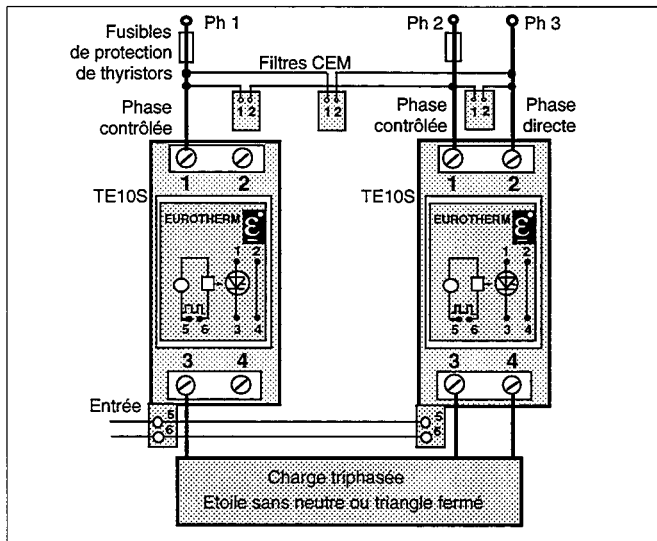 Ph 1
Ph 2
Ph 3
Fusibles
de protection
de thyristors
Filtres CEM
1 2
1 2
1 2
Phase
contrôlée
Phase
contrôlée
Phase
directe
1 2
TE10S
EUROTHERM
1 2
5 6 3 4
3 4
1 2
TE10S
EUROTHERM
1 2
5 6 3 4
3 4
Entrée
5
6
5
6
Charge triphasée
Etoile sans neutre ou triangle fermé